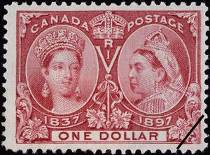 CANADA POSTAGE
V R
1837 1897
ONE DOLLAR